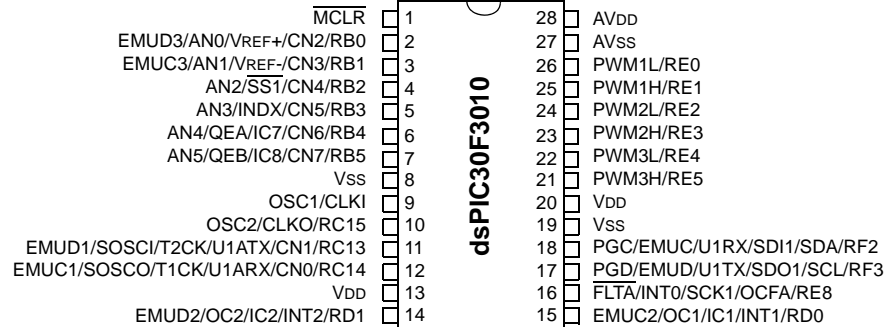 MCLR 1 28 AVDD
EMUD3/AN0/VREF+/CN2/RB0 2 27 AVSS
EMUC3/AN1/VREF-/CN3/RB1 3 26 PWM1L/RE0
AN2/SS1/CN4/RB2 4 25 PWM1H/RE1
AN3/INDX/CN5/RB3 5 24 PWM2L/RE2
AN4/QEA/IC7/CN6/RB4 6 23 PWM2H/RE3
AN5/QEB/IC8/CN7/RB5 7 22 PWM3L/RE4
VSS 8 21 PWM3H/RE5
OSC1/CLKI 9 20 VDD
OSC2/CLKO/RC15 10 19 VSS
EMUD1/SOSCI/T2CK/U1ATX/CN1/RC13 11 18 PGC/EMUC/U1RX/SDI1/SDA/RF2
EMUC1/SOSCO/T1CK/U1ARX/CN0/RC14 12 17 PGD/EMUD/U1TX/SDO1/SCL/RF3
VDD 13 16 FLTA/INT0/SCK1/OCFA/RE8
EMUD2/OC2/IC2/INT2/RD1 14 15 EMUC2/OC1/IC1/INT1/RD0
dsPIC30F3010